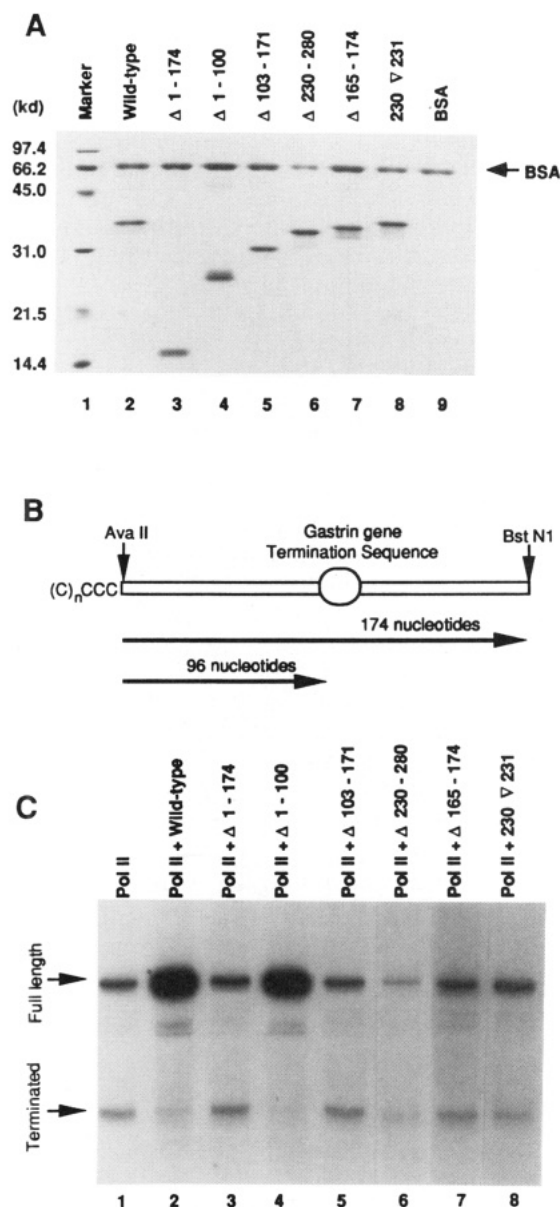 A
(kd)
Marker
Wild-type
Δ 1 - 174
Δ 1 - 100
Δ 103 - 171
Δ 230 - 280
Δ 165 - 174
230 ∇ 231
BSA
97.4
66.2
45.0
31.0
21.5
14.4
BSA
1 2 3 4 5 6 7 8 9
B
Ava II
Gastrin gene
Termination Sequence
Bst N1
(C)nCCC
174 nucleotides
96 nucleotides
C
Pol II
Pol II + Wild-type
Pol II + Δ 1 - 174
Pol II + Δ 1 - 100
Pol II + Δ 103 - 171
Pol II + Δ 230 - 280
Pol II + Δ 165 - 174
Pol II + 230 ∇ 231
Full length
Terminated
1 2 3 4 5 6 7 8